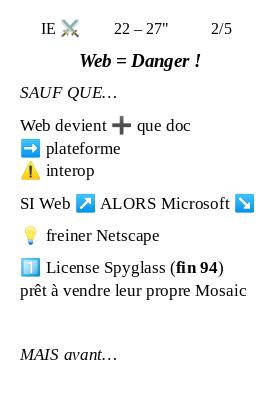 IE ⚔️ 22 – 27" 2/5
Web = Danger !
SAUF QUE…
Web devient ➕ que doc
➡️ plateforme
⚠️ interop
SI Web ↗️ ALORS Microsoft ↘️
💡 freiner Netscape
1️⃣ License Spyglass (fin 94)
prêt à vendre leur propre Mosaic
MAIS avant…